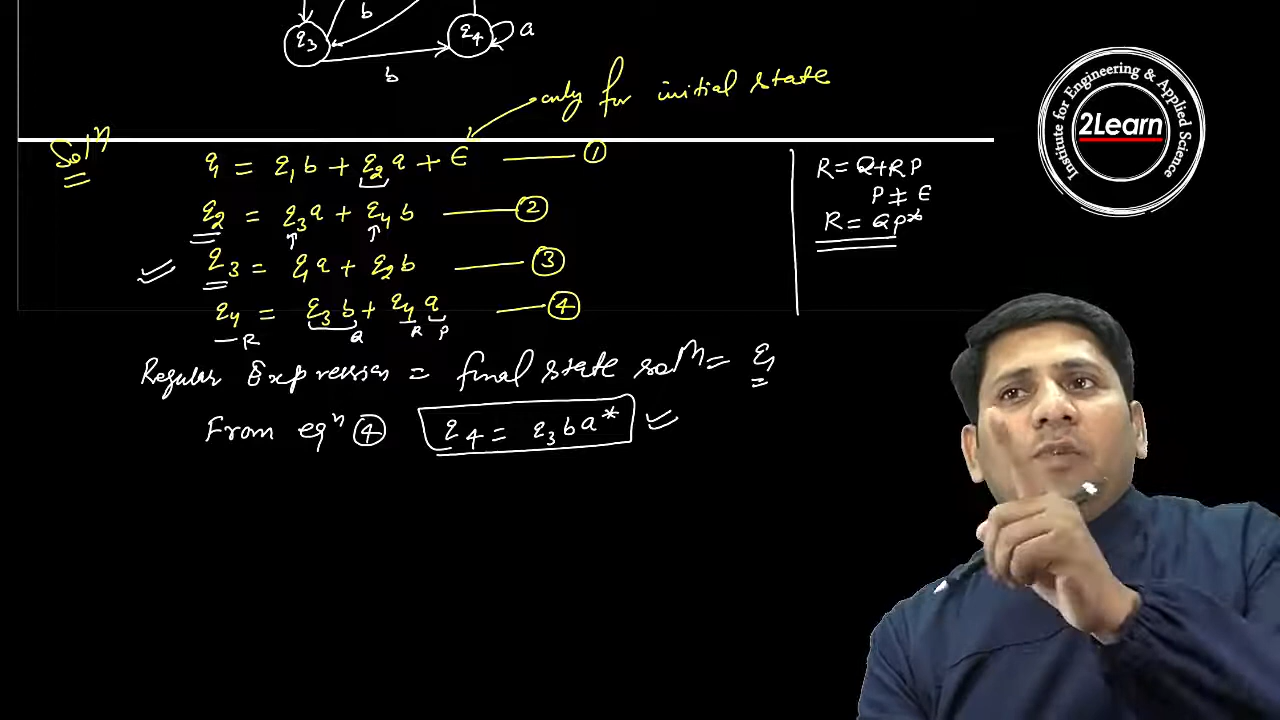 b
q3
q4
a
b
only for initial state
Solⁿ
q1 = q1b + q2a + ε —— ①
q2 = q3a + q4b —— ②
q3 = q1a + q2b —— ③
q4 = q3b + q4a —— ④
R Q R P
R = Q + RP
P ≠ ε
R = QP*
Regular Expression = final state solⁿ = q1
From eqⁿ ④ q4 = q3ba*
Institute for Engineering & Applied Science
2Learn